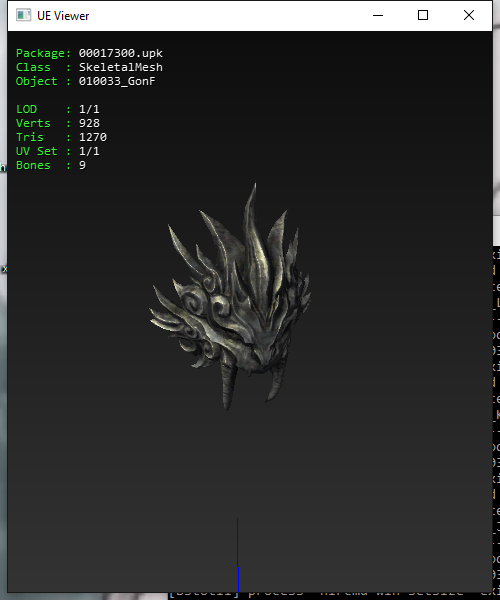 UE Viewer
Package: 00017300.upk
Class : SkeletalMesh
Object : 010033_GonF
LOD : 1/1
Verts : 928
Tris : 1270
UV Set : 1/1
Bones : 9